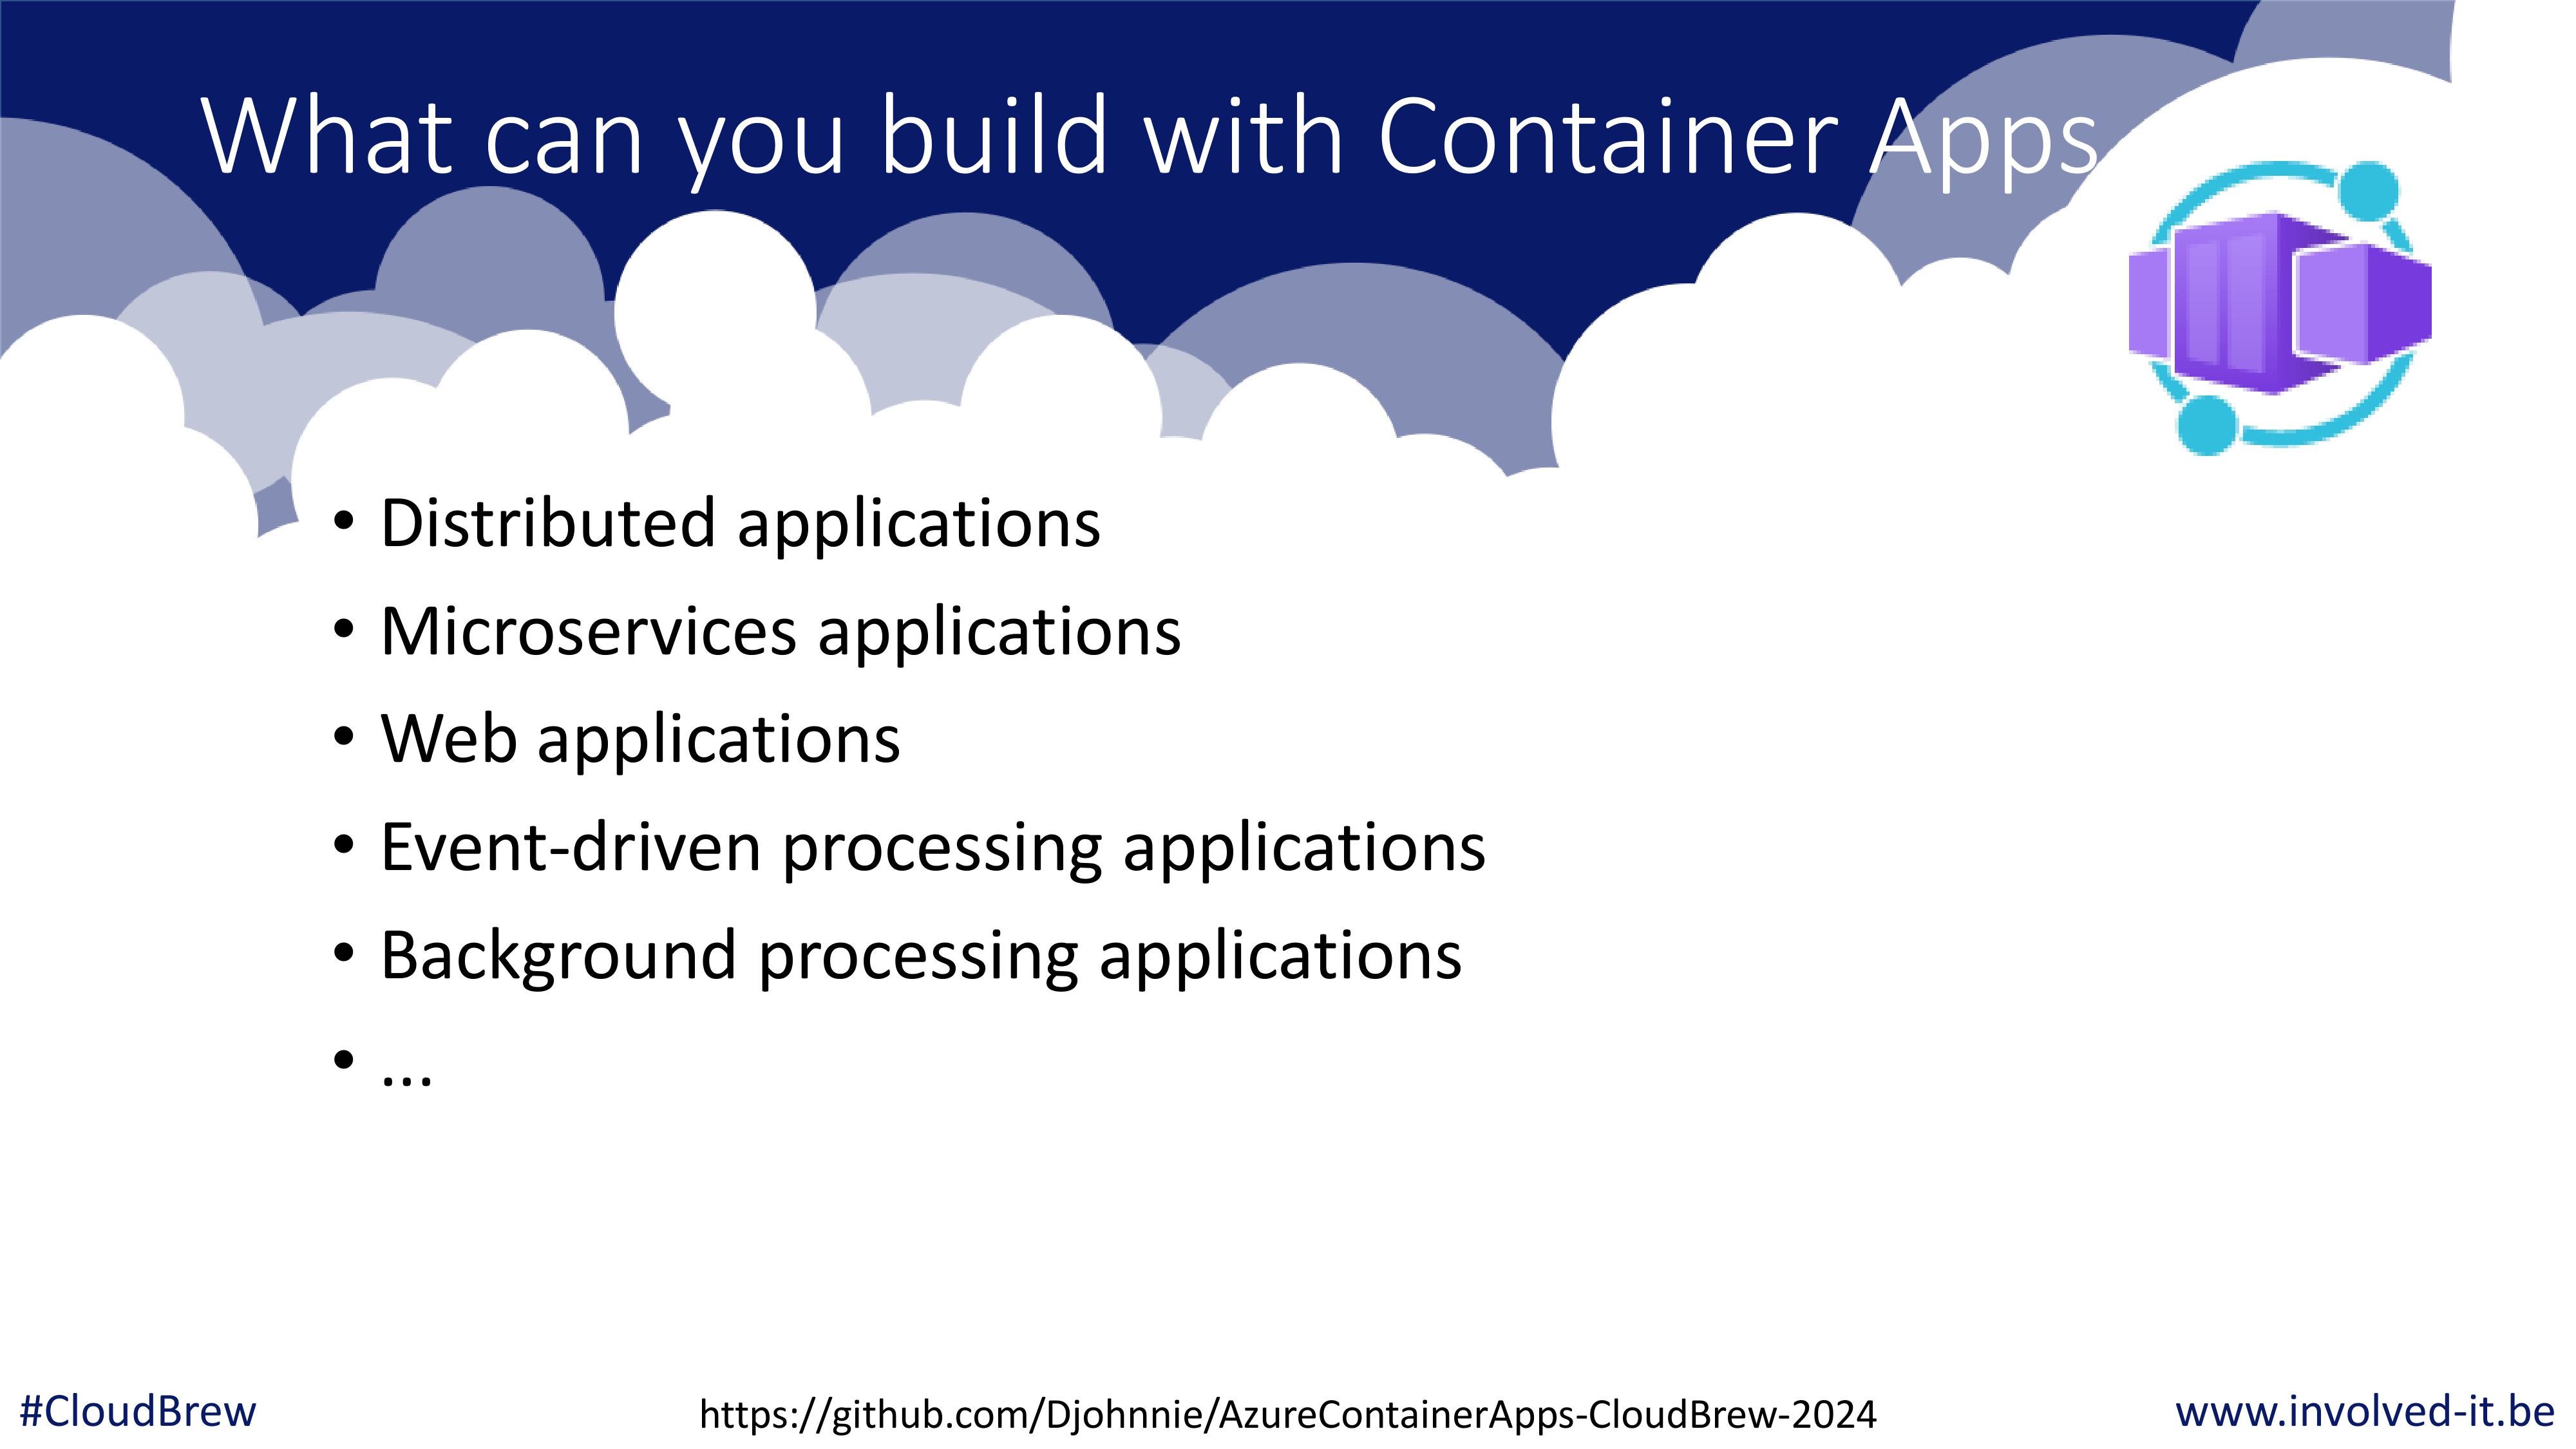 What can you build with Container Apps
• Distributed applications
• Microservices applications
• Web applications
• Event-driven processing applications
• Background processing applications
• ...
#CloudBrew
https://github.com/Djohnnie/AzureContainerApps-CloudBrew-2024
www.involved-it.be